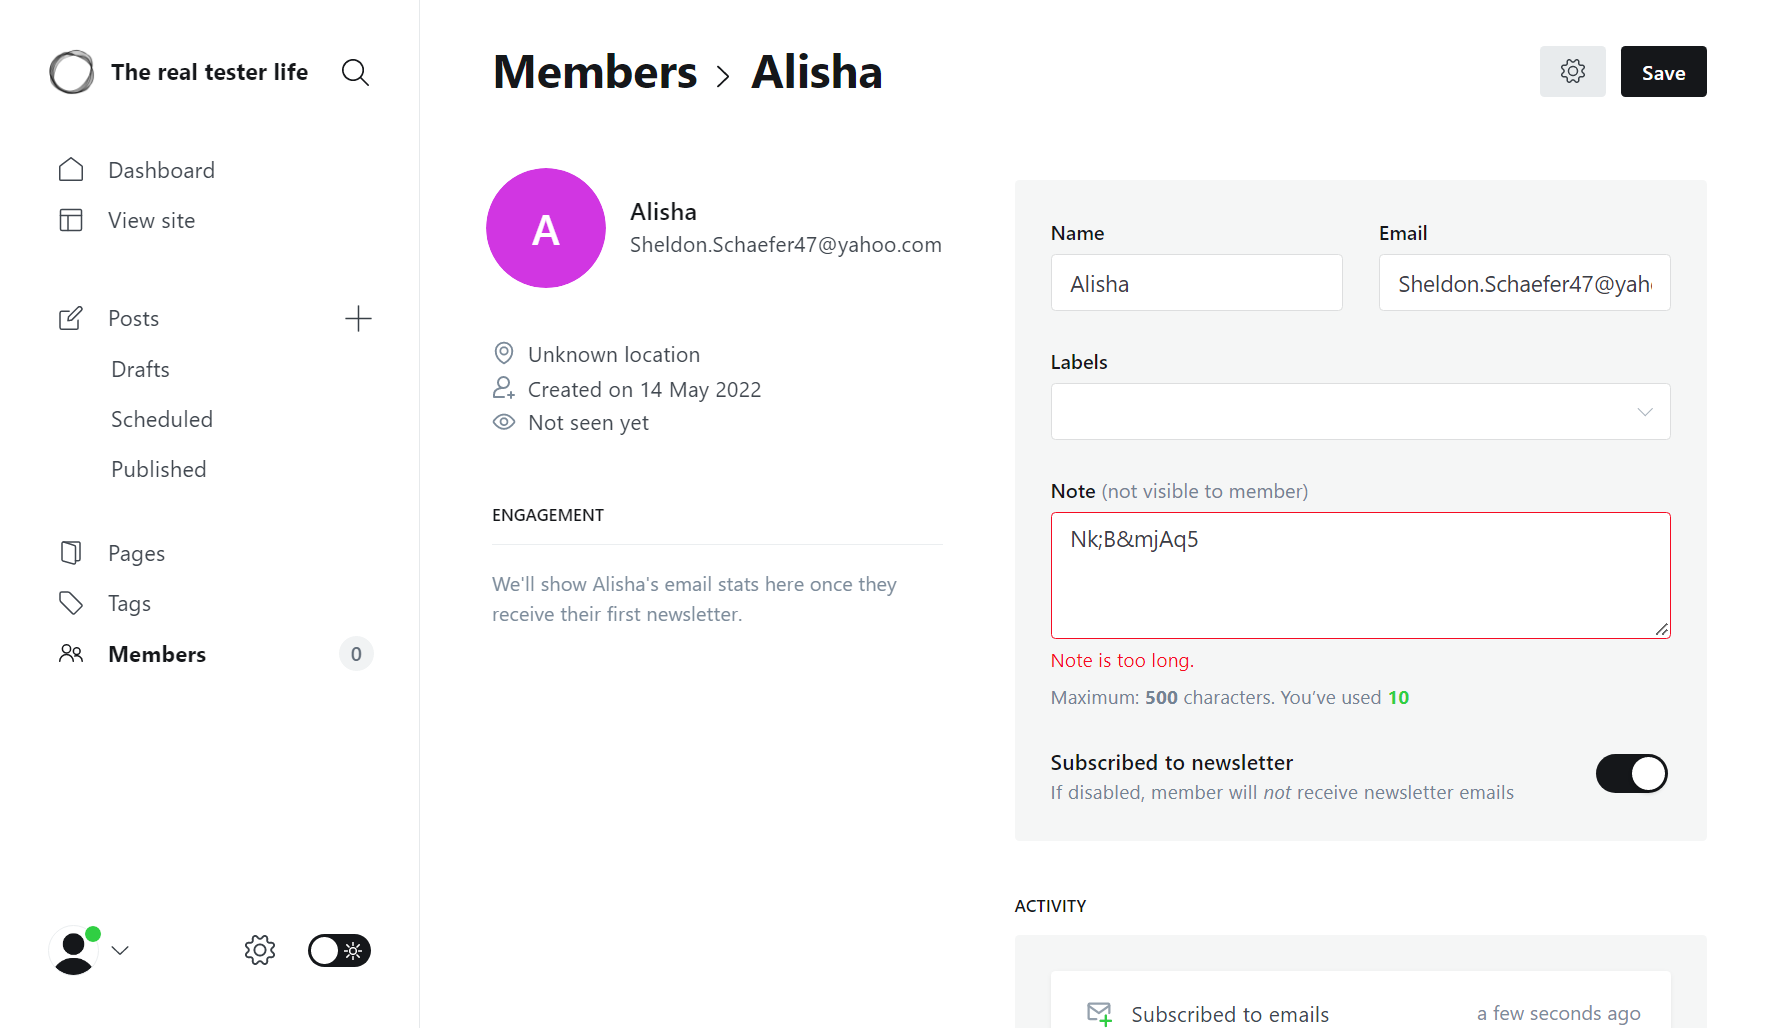 The real tester life
Dashboard
View site
Posts
Drafts
Scheduled
Published
Pages
Tags
Members
0
Members > Alisha
Save
A
Alisha
Sheldon.Schaefer47@yahoo.com
Unknown location
Created on 14 May 2022
Not seen yet
ENGAGEMENT
We'll show Alisha's email stats here once they
receive their first newsletter.
Name
Email
Alisha
Sheldon.Schaefer47@yah
Labels
Note (not visible to member)
Nk;B&mjAq5
Note is too long.
Maximum: 500 characters. You’ve used 10
Subscribed to newsletter
If disabled, member will not receive newsletter emails
ACTIVITY
Subscribed to emails
a few seconds ago